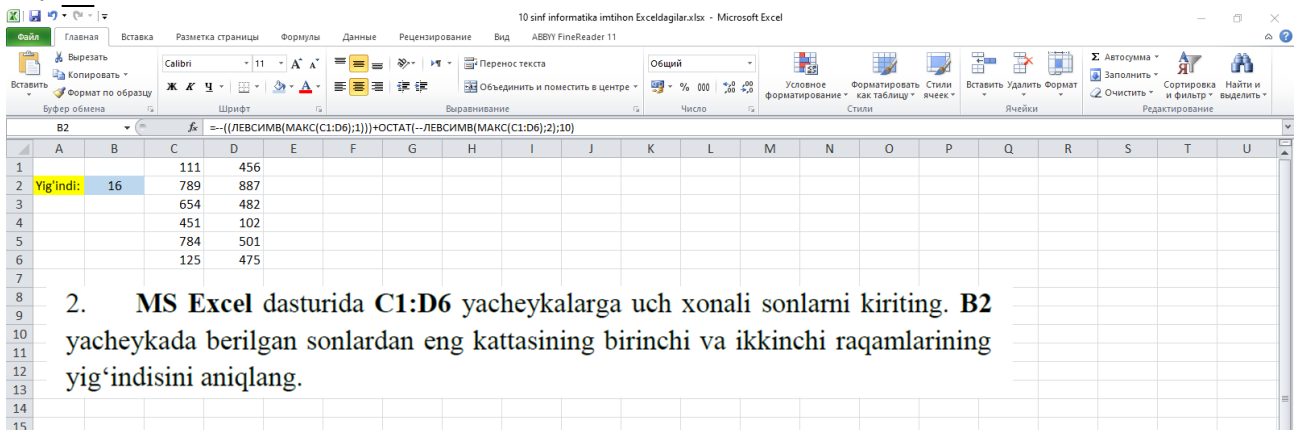 10 sinf informatika imtihon Exceldagilar.xlsx - Microsoft Excel
Файл Главная Вставка Разметка страницы Формулы Данные Рецензирование Вид ABBYY FineReader 11
Вставить
Вырезать
Копировать
Формат по образцу
Буфер обмена
Calibri 11
Ж К Ч
Шрифт
Перенос текста
Объединить и поместить в центре
Выравнивание
Общий
% 000
Число
Условное форматирование
Форматировать как таблицу
Стили ячеек
Стили
Вставить Удалить Формат
Ячейки
Σ Автосумма
Заполнить
Очистить
Сортировка и фильтр
Найти и выделить
Редактирование
B2 fx =--((ЛЕВСИМВ(МАКС(C1:D6);1)))+ОСТАТ(--ЛЕВСИМВ(МАКС(C1:D6);2);10)
A B C D E F G H I J K L M N O P Q R S T U
1 111 456
2 Yig'indi: 16 789 887
3 654 482
4 451 102
5 784 501
6 125 475
7
8
9
10
11
12
13
14
15
2. MS Excel dasturida C1:D6 yacheykalarga uch xonali sonlarni kiriting. B2
yacheykada berilgan sonlardan eng kattasining birinchi va ikkinchi raqamlarining
yig‘indisini aniqlang.